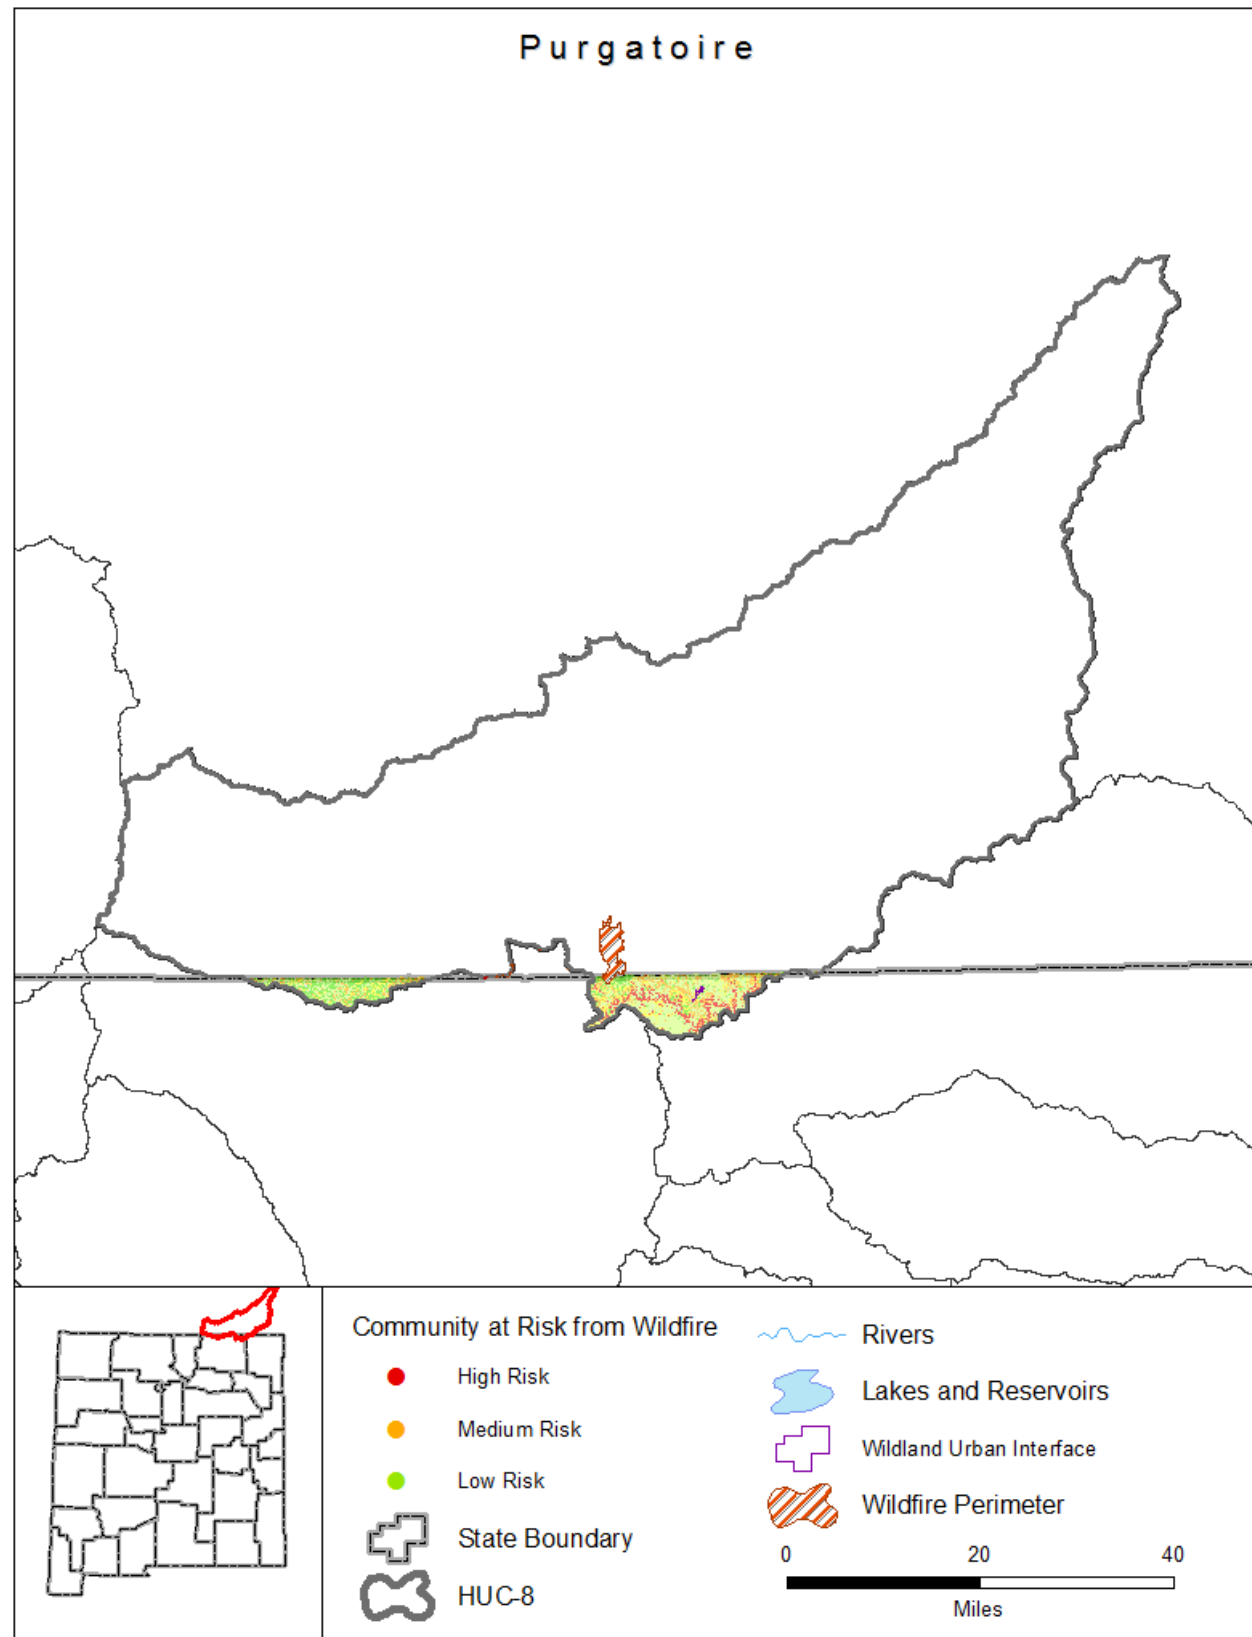 Purgatoire
Community at Risk from Wildfire
High Risk
Medium Risk
Low Risk
State Boundary
HUC-8
Rivers
Lakes and Reservoirs
Wildland Urban Interface
Wildfire Perimeter
0 20 40
Miles